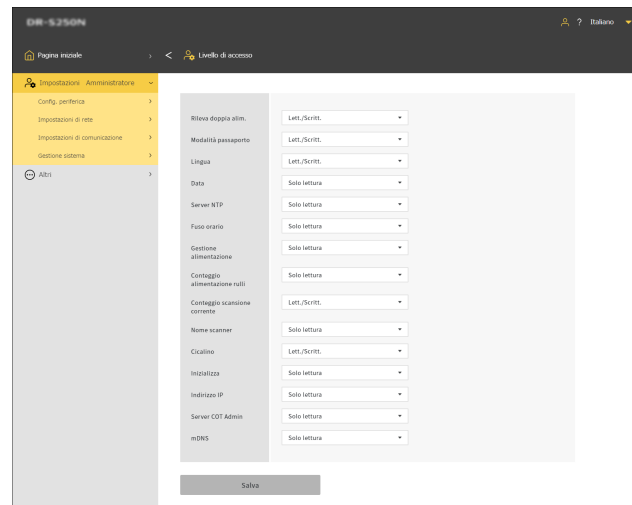 DR-S250N
? Italiano
Pagina iniziale
Livello di accesso
Impostazioni Amministratore
Config. periferica
Impostazioni di rete
Impostazioni di comunicazione
Gestione sistema
Altri
Rileva doppia alim. Lett./Scritt.
Modalità passaporto Lett./Scritt.
Lingua Lett./Scritt.
Data Solo lettura
Server NTP Solo lettura
Fuso orario Solo lettura
Gestione
alimentazione Solo lettura
Conteggio
alimentazione rulli Solo lettura
Conteggio scansione
corrente Lett./Scritt.
Nome scanner Solo lettura
Cicalino Lett./Scritt.
Inizializza Solo lettura
Indirizzo IP Solo lettura
Server COT Admin Solo lettura
mDNS Solo lettura
Salva